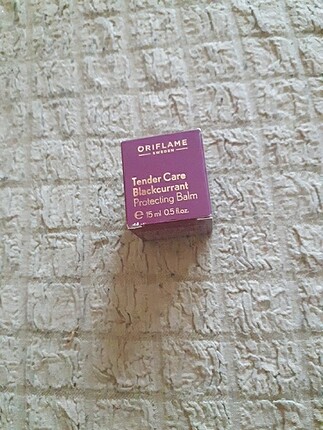 ORIFLAME
SWEDEN
Tender Care
Blackcurrant
Protecting Balm
e 15 ml 0.5 fl.oz.